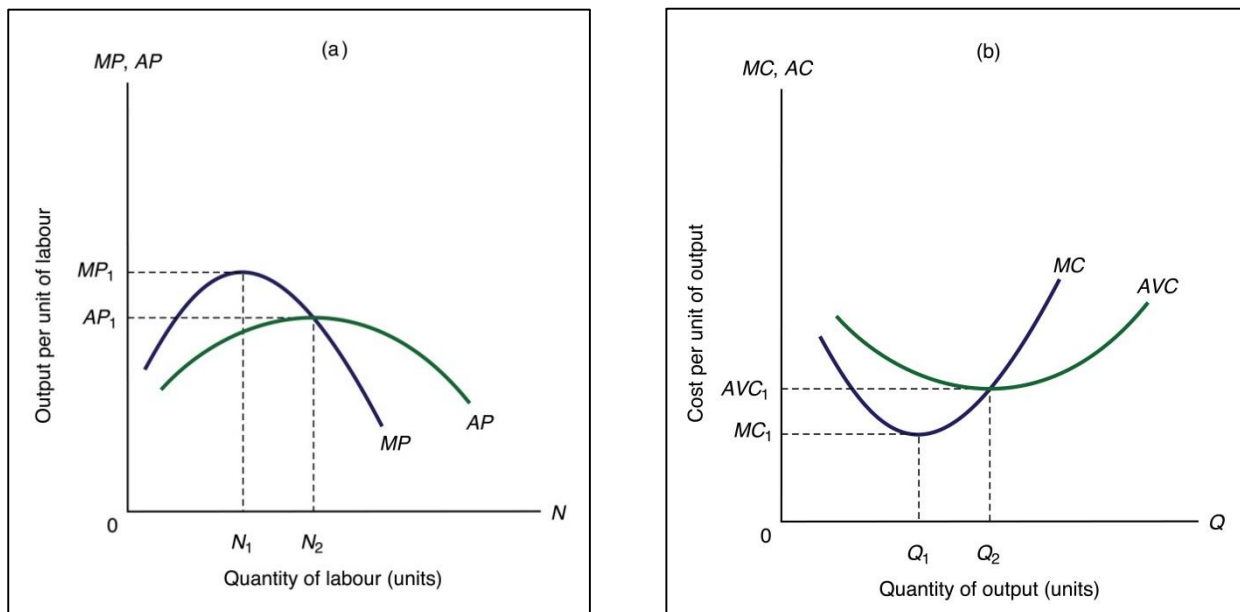 (a)
MP, AP
Output per unit of labour
MP₁
AP₁
MP
AP
0
N
N₁ N₂
Quantity of labour (units)
(b)
MC, AC
Cost per unit of output
MC
AVC
AVC₁
MC₁
0
Q
Q₁ Q₂
Quantity of output (units)